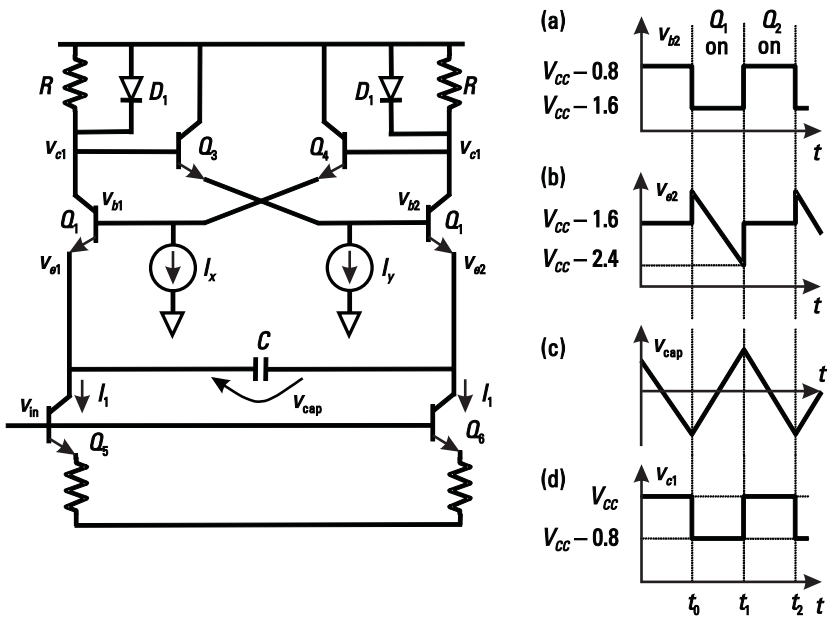 R
D1
D1
R
vc1
Q3
Q4
vc1
vb1
vb2
Q1
Q1
ve1
Ix
Iy
ve2
C
I1
vcap
I1
vin
Q5
Q6
(a)
vb2
Q1
on
Q2
on
VCC – 0.8
VCC – 1.6
t
(b)
ve2
VCC – 1.6
VCC – 2.4
t
(c)
vcap
t
(d)
vc1
VCC
VCC – 0.8
t0
t1
t2
t